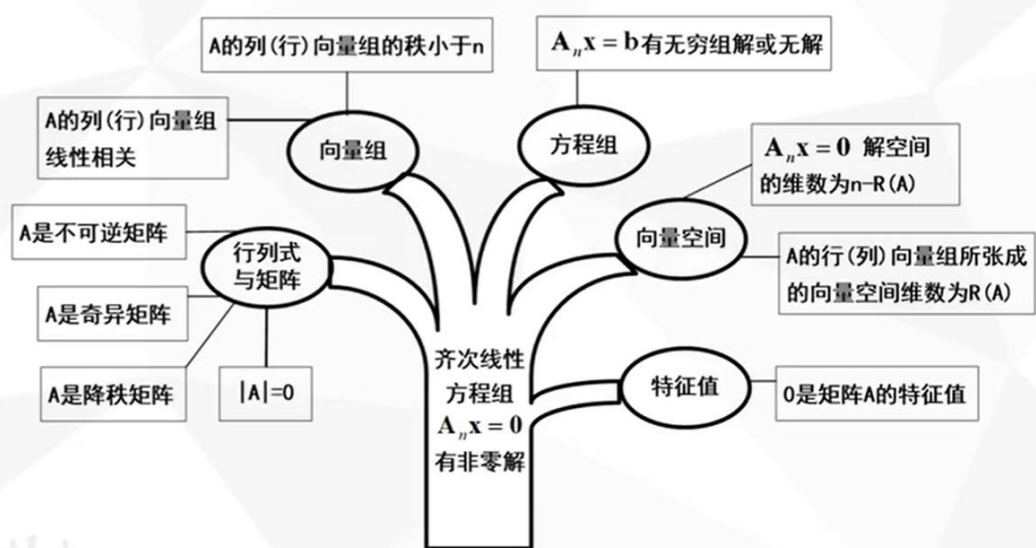 A的列(行)向量组的秩小于n
Aₙx = b有无穷组解或无解
A的列(行)向量组
线性相关
向量组
方程组
Aₙx = 0 解空间
的维数为n-R(A)
A是不可逆矩阵
行列式
与矩阵
向量空间
A的行(列)向量组所张成
的向量空间维数为R(A)
A是奇异矩阵
A是降秩矩阵
|A|=0
齐次线性
方程组
Aₙx = 0
有非零解
特征值
0是矩阵A的特征值